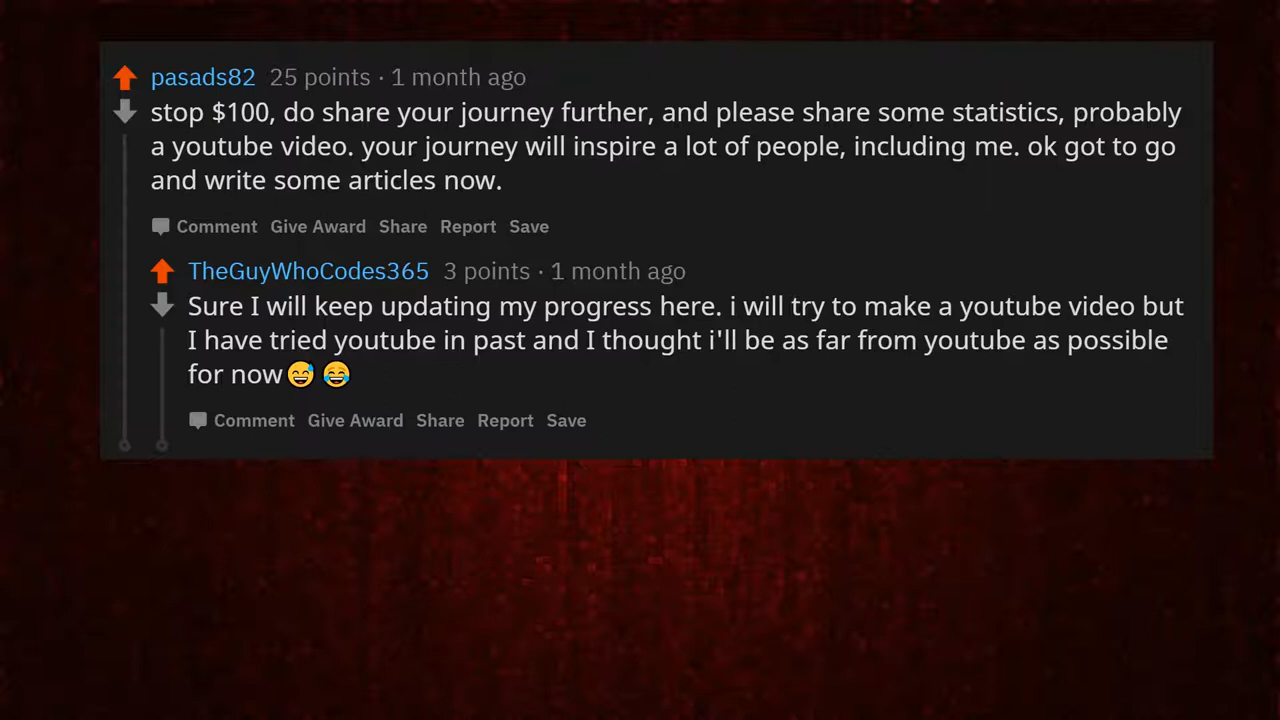 pasads82 25 points · 1 month ago
stop $100, do share your journey further, and please share some statistics, probably
a youtube video. your journey will inspire a lot of people, including me. ok got to go
and write some articles now.
Comment Give Award Share Report Save
TheGuyWhoCodes365 3 points · 1 month ago
Sure I will keep updating my progress here. i will try to make a youtube video but
I have tried youtube in past and I thought i'll be as far from youtube as possible
for now😅 😂
Comment Give Award Share Report Save